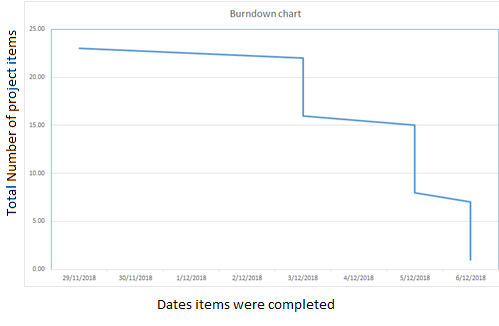 Burndown chart
Total Number of project items
25.00
20.00
15.00
10.00
5.00
0.00
29/11/2018 30/11/2018 1/12/2018 2/12/2018 3/12/2018 4/12/2018 5/12/2018 6/12/2018
Dates items were completed